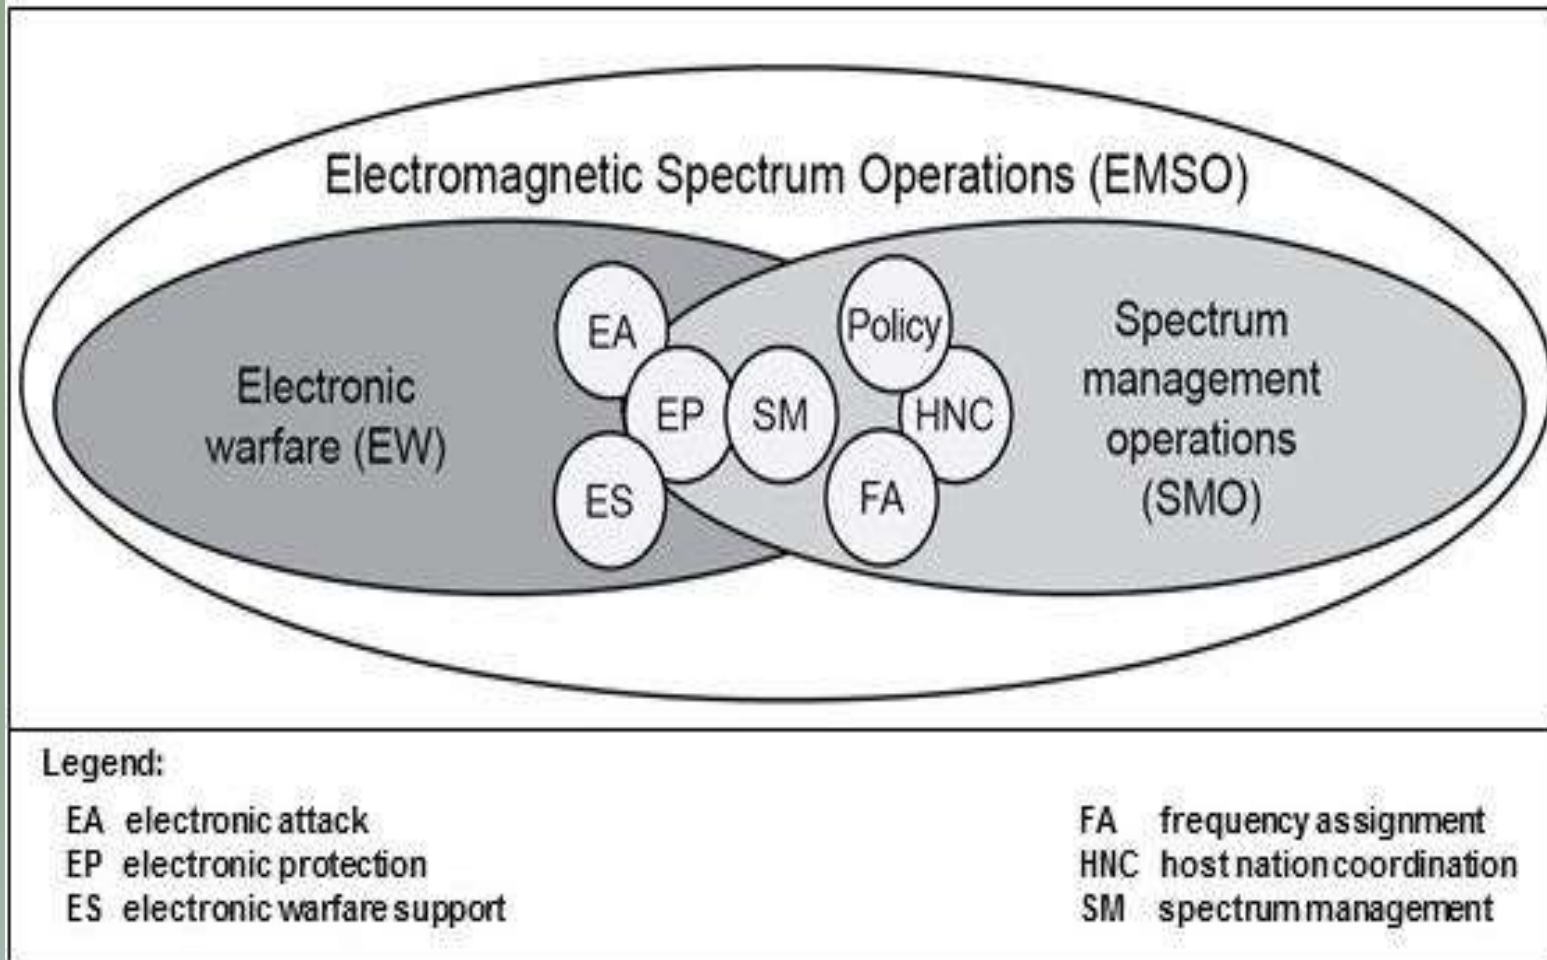 Electromagnetic Spectrum Operations (EMSO)
Electronic
warfare (EW)
EA
EP
ES
SM
Policy
HNC
FA
Spectrum
management
operations
(SMO)
Legend:
EA electronic attack
EP electronic protection
ES electronic warfare support
FA frequency assignment
HNC host nation coordination
SM spectrum management